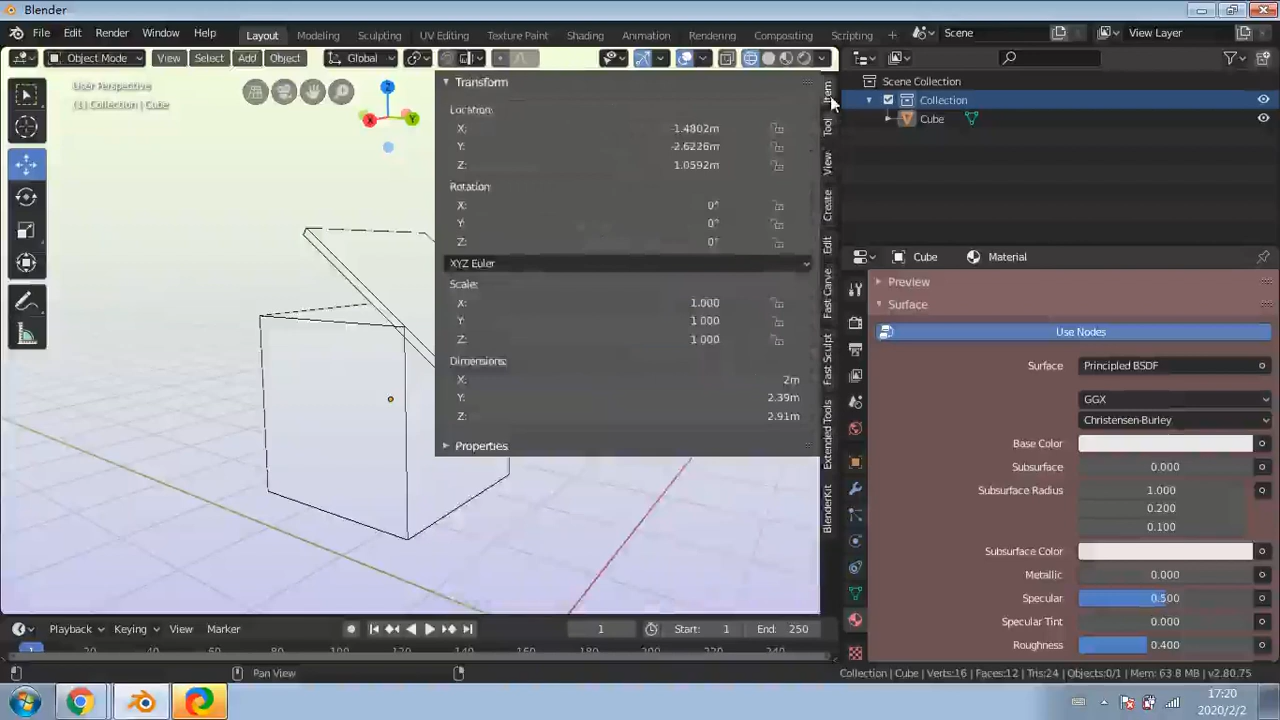 Blender
File Edit Render Window Help Layout Modeling Sculpting UV Editing Texture Paint Shading Animation Rendering Compositing Scripting Scene View Layer
Object Mode View Select Add Object Global
User Perspective
(1) Collection | Cube
Z
X
Y
Transform
Location:
X: -1.4802m
Y: -2.6226m
Z: 1.0592m
Rotation:
X: 0°
Y: 0°
Z: 0°
XYZ Euler
Scale:
X: 1.000
Y: 1.000
Z: 1.000
Dimensions:
X: 2m
Y: 2.39m
Z: 2.91m
Properties
Item
Tool
View
Create
Edit
Fast Carve
Fast Sculpt
Extended Tools
BlenderKit
Scene Collection
Collection
Cube
Cube Material
Preview
Surface
Use Nodes
Surface Principled BSDF
GGX
Christensen-Burley
Base Color
Subsurface 0.000
Subsurface Radius 1.000
0.200
0.100
Subsurface Color
Metallic 0.000
Specular 0.500
Specular Tint 0.000
Roughness 0.400
Playback Keying View Marker 1 Start: 1 End: 250
Pan View
Collection | Cube | Verts:16 | Faces:12 | Tris:24 | Objects:0/1 | Mem: 63.8 MB | v2.80.75
17:20
2020/2/2